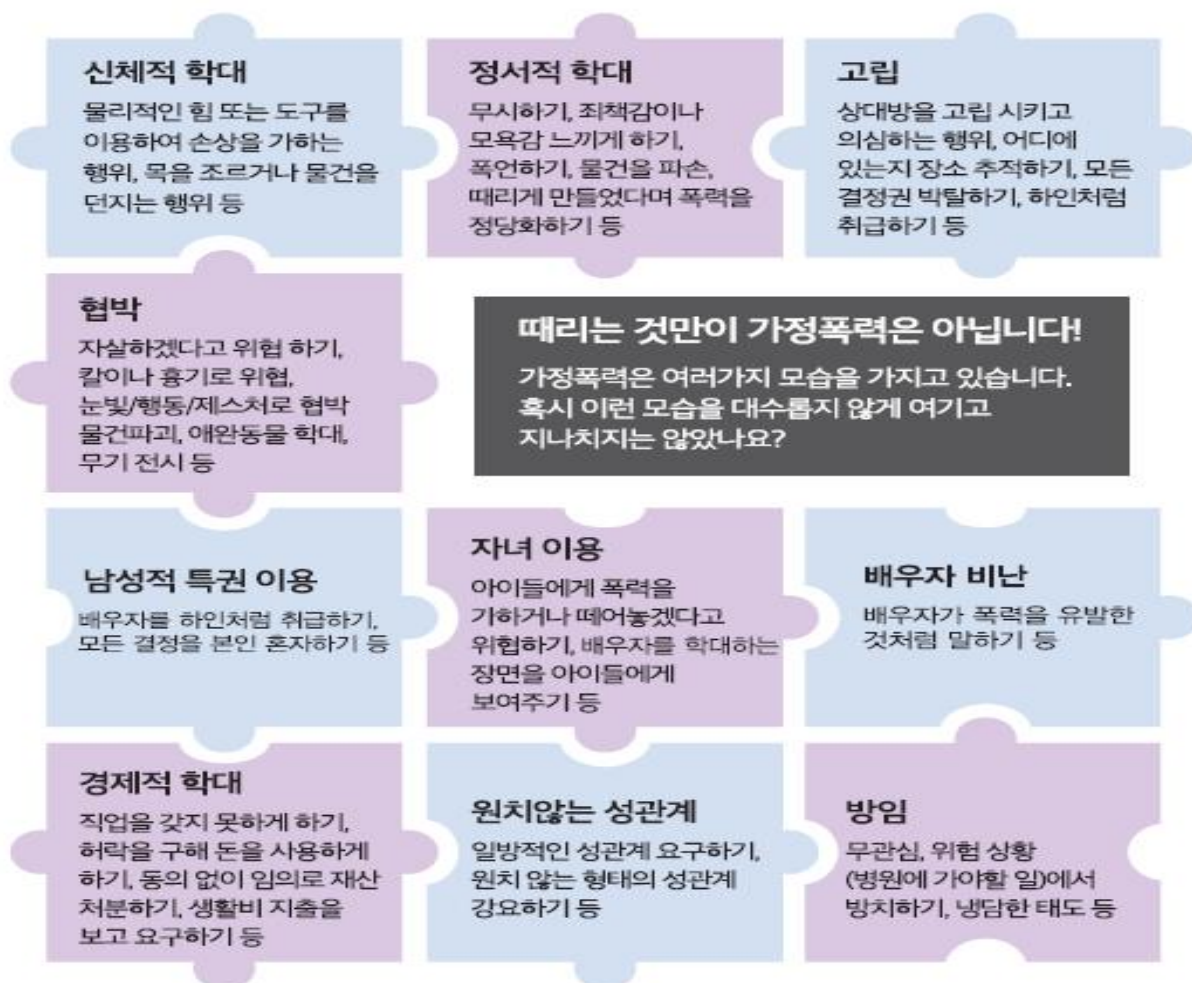 신체적 학대
물리적인 힘 또는 도구를
이용하여 손상을 가하는
행위, 목을 조르거나 물건을
던지는 행위 등
정서적 학대
무시하기, 죄책감이나
모욕감 느끼게 하기,
폭언하기, 물건을 파손,
때리게 만들었다며 폭력을
정당화하기 등
고립
상대방을 고립 시키고
의심하는 행위, 어디에
있는지 장소 추적하기, 모든
결정권 박탈하기, 하인처럼
취급하기 등
협박
자살하겠다고 위협 하기,
칼이나 흉기로 위협,
눈빛/행동/제스처로 협박
물건파괴, 애완동물 학대,
무기 전시 등
때리는 것만이 가정폭력은 아닙니다!
가정폭력은 여러가지 모습을 가지고 있습니다.
혹시 이런 모습을 대수롭지 않게 여기고
지나치지는 않았나요?
남성적 특권 이용
배우자를 하인처럼 취급하기,
모든 결정을 본인 혼자하기 등
자녀 이용
아이들에게 폭력을
가하거나 떼어놓겠다고
위협하기, 배우자를 학대하는
장면을 아이들에게
보여주기 등
배우자 비난
배우자가 폭력을 유발한
것처럼 말하기 등
경제적 학대
직업을 갖지 못하게 하기,
허락을 구해 돈을 사용하게
하기, 동의 없이 임의로 재산
처분하기, 생활비 지출을
보고 요구하기 등
원치않는 성관계
일방적인 성관계 요구하기,
원치 않는 형태의 성관계
강요하기 등
방임
무관심, 위험 상황
(병원에 가야할 일)에서
방치하기, 냉담한 태도 등